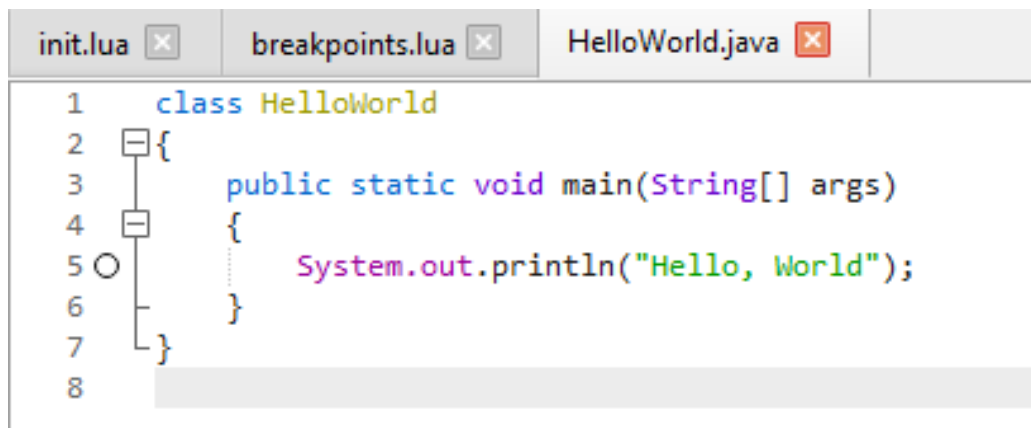 init.lua breakpoints.lua HelloWorld.java
1 class HelloWorld
2 {
3 public static void main(String[] args)
4 {
5 System.out.println("Hello, World");
6 }
7 }
8